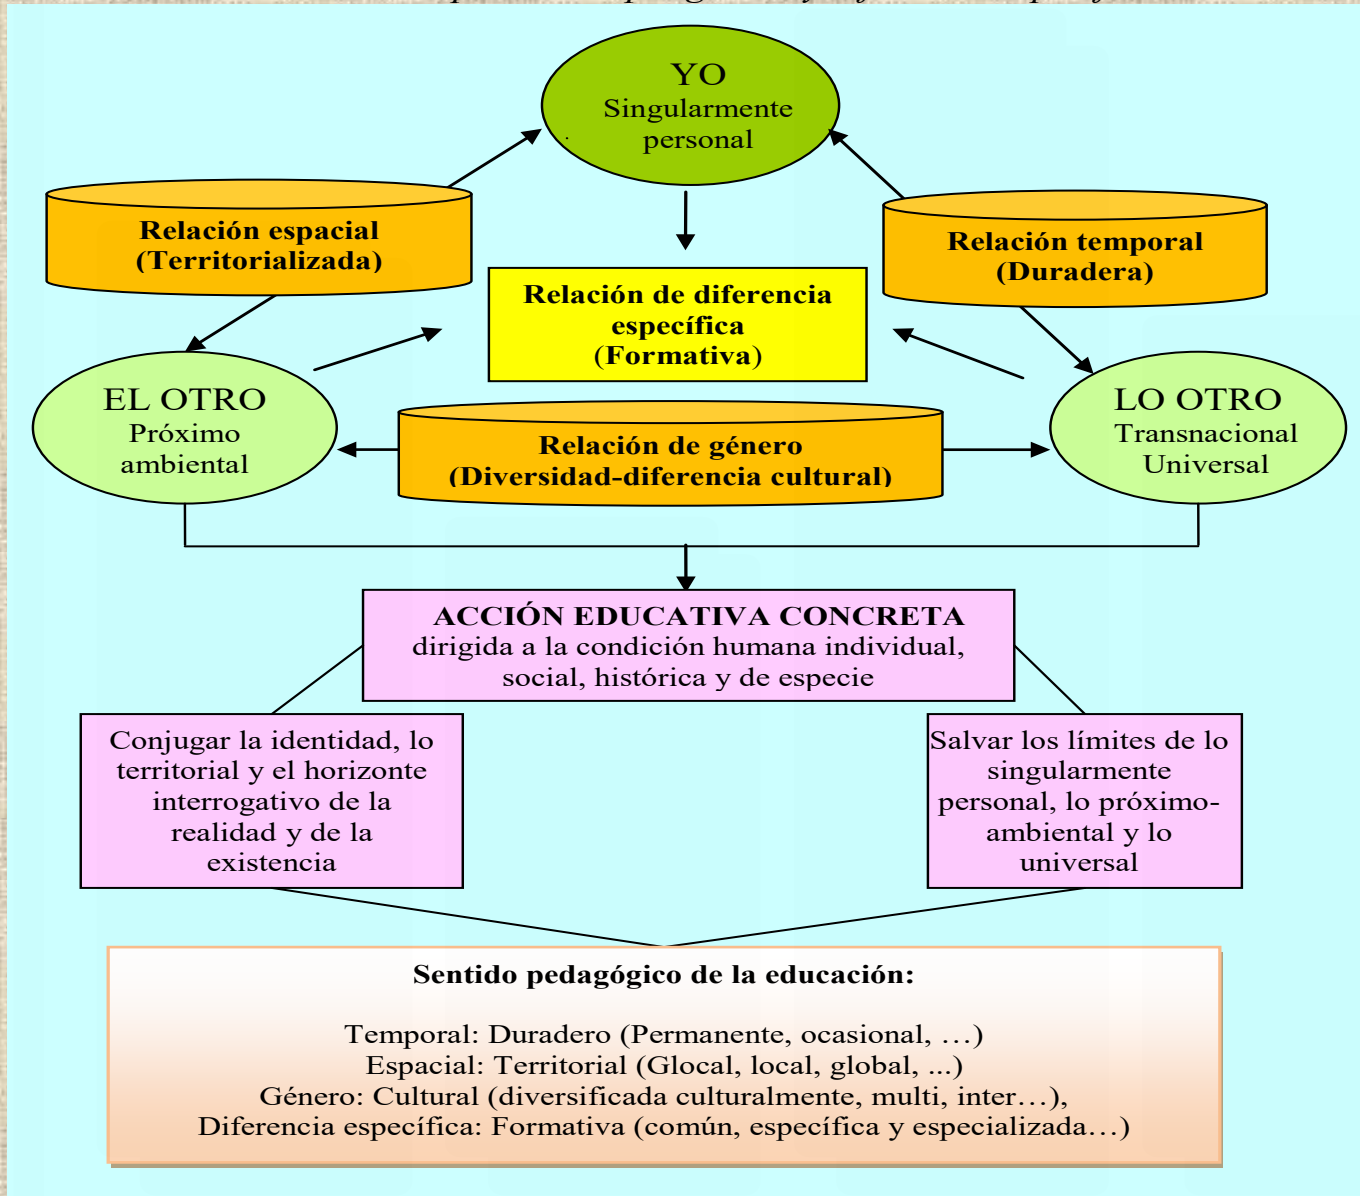 YO
Singularmente
personal
Relación espacial
(Territorializada)
Relación temporal
(Duradera)
Relación de diferencia
específica
(Formativa)
EL OTRO
Próximo
ambiental
LO OTRO
Transnacional
Universal
Relación de género
(Diversidad-diferencia cultural)
ACCIÓN EDUCATIVA CONCRETA
dirigida a la condición humana individual,
social, histórica y de especie
Conjugar la identidad, lo
territorial y el horizonte
interrogativo de la
realidad y de la
existencia
Salvar los límites de lo
singularmente
personal, lo próximo-
ambiental y lo
universal
Sentido pedagógico de la educación:
Temporal: Duradero (Permanente, ocasional, …)
Espacial: Territorial (Glocal, local, global, ...)
Género: Cultural (diversificada culturalmente, multi, inter…),
Diferencia específica: Formativa (común, específica y especializada…)